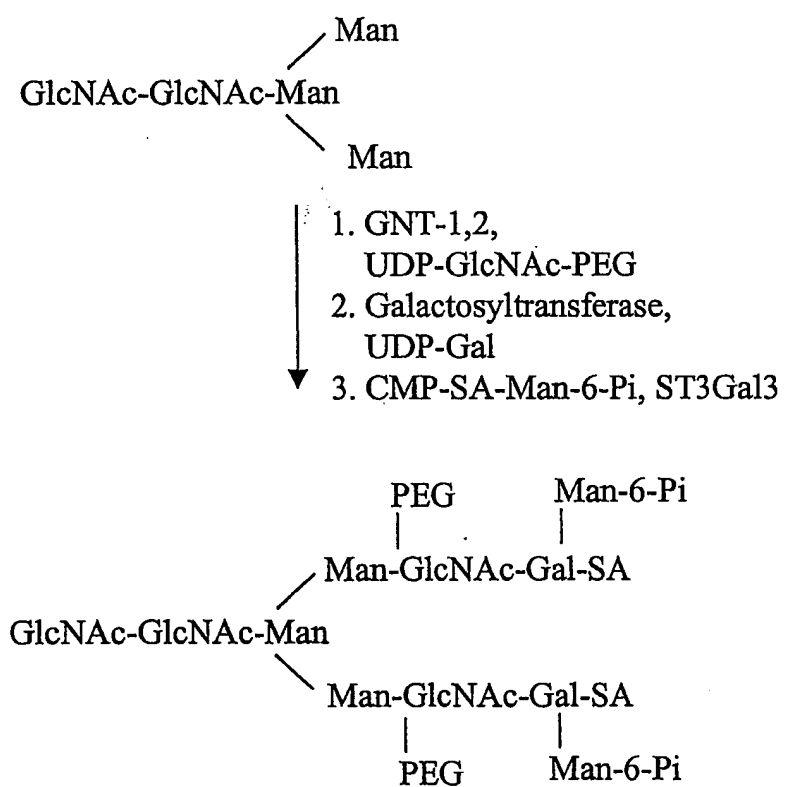 Man
GlcNAc-GlcNAc-Man
Man
1. GNT-1,2,
UDP-GlcNAc-PEG
2. Galactosyltransferase,
UDP-Gal
3. CMP-SA-Man-6-Pi, ST3Gal3
PEG Man-6-Pi
Man-GlcNAc-Gal-SA
GlcNAc-GlcNAc-Man
Man-GlcNAc-Gal-SA
PEG Man-6-Pi